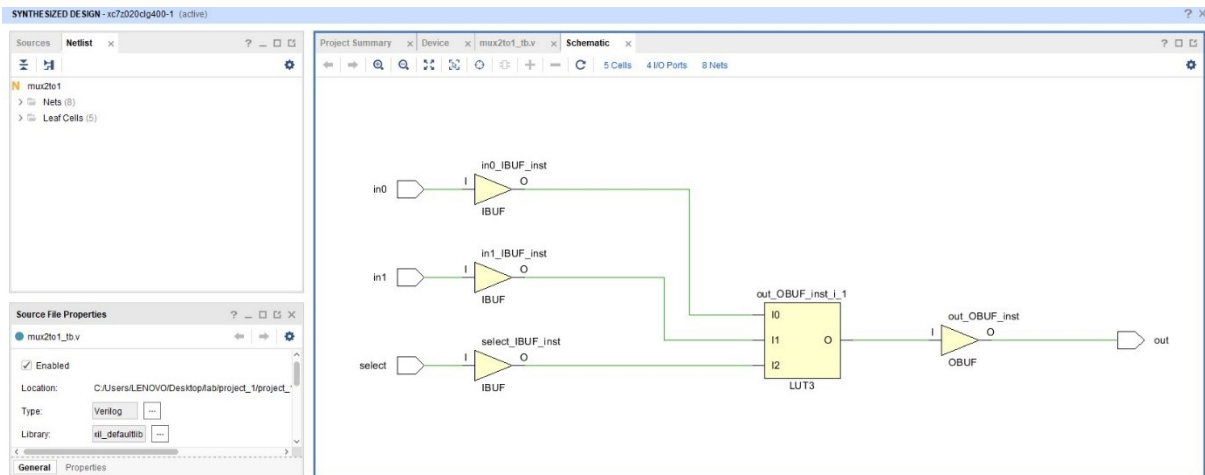 SYNTHESIZED DESIGN - xc7z020clg400-1 (active)
Sources Netlist
N mux2to1
Nets (8)
Leaf Cells (5)
Source File Properties
mux2to1_tb.v
Enabled
Location: C:/Users/LENOVO/Desktop/lab/project_1/project_
Type: Verilog
Library: xil_defaultlib
General Properties
Project Summary Device mux2to1_tb.v Schematic
5 Cells 4 I/O Ports 8 Nets
in0_IBUF_inst
in0 I O
IBUF
in1_IBUF_inst
in1 I O
IBUF
select_IBUF_inst
select I O
IBUF
out_OBUF_inst_i_1
I0
I1 O
I2
LUT3
out_OBUF_inst
I O out
OBUF